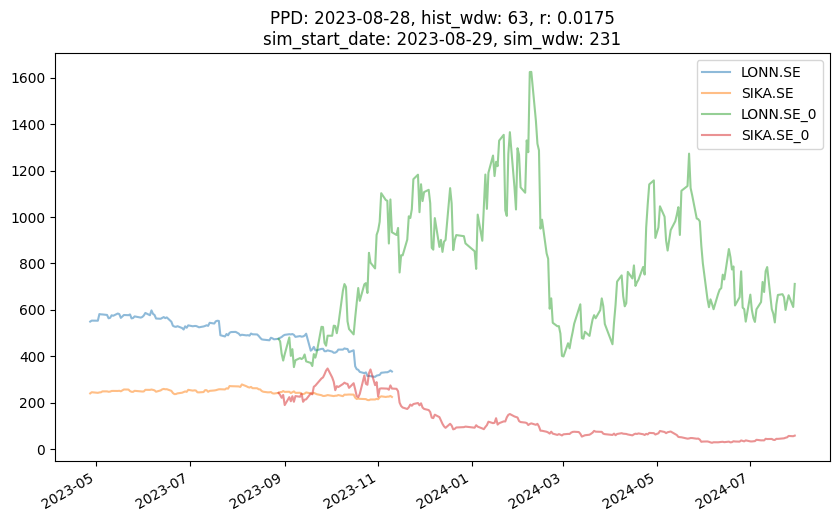 PPD: 2023-08-28, hist_wdw: 63, r: 0.0175
sim_start_date: 2023-08-29, sim_wdw: 231
LONN.SE
SIKA.SE
LONN.SE_0
SIKA.SE_0
1600
1400
1200
1000
800
600
400
200
0
2023-05
2023-07
2023-09
2023-11
2024-01
2024-03
2024-05
2024-07